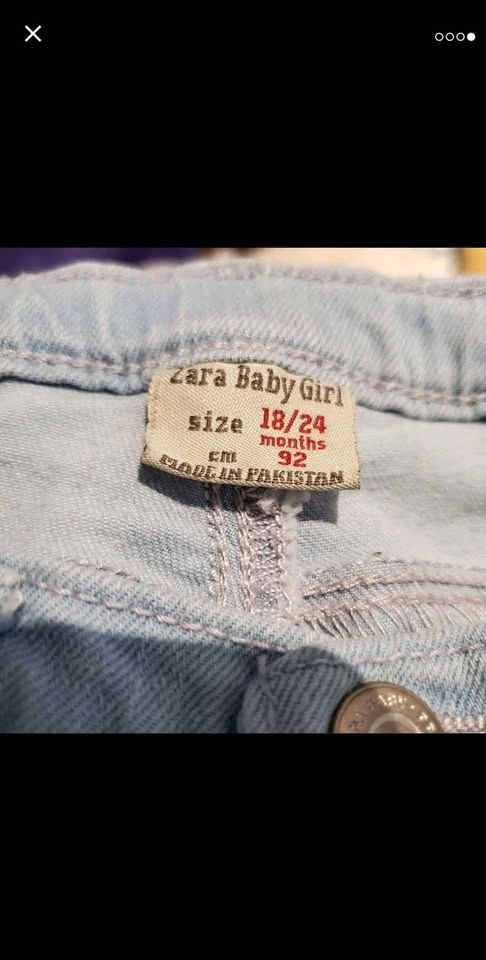 Zara Baby Girl
size 18/24
months
cm 92
MADE IN PAKISTAN